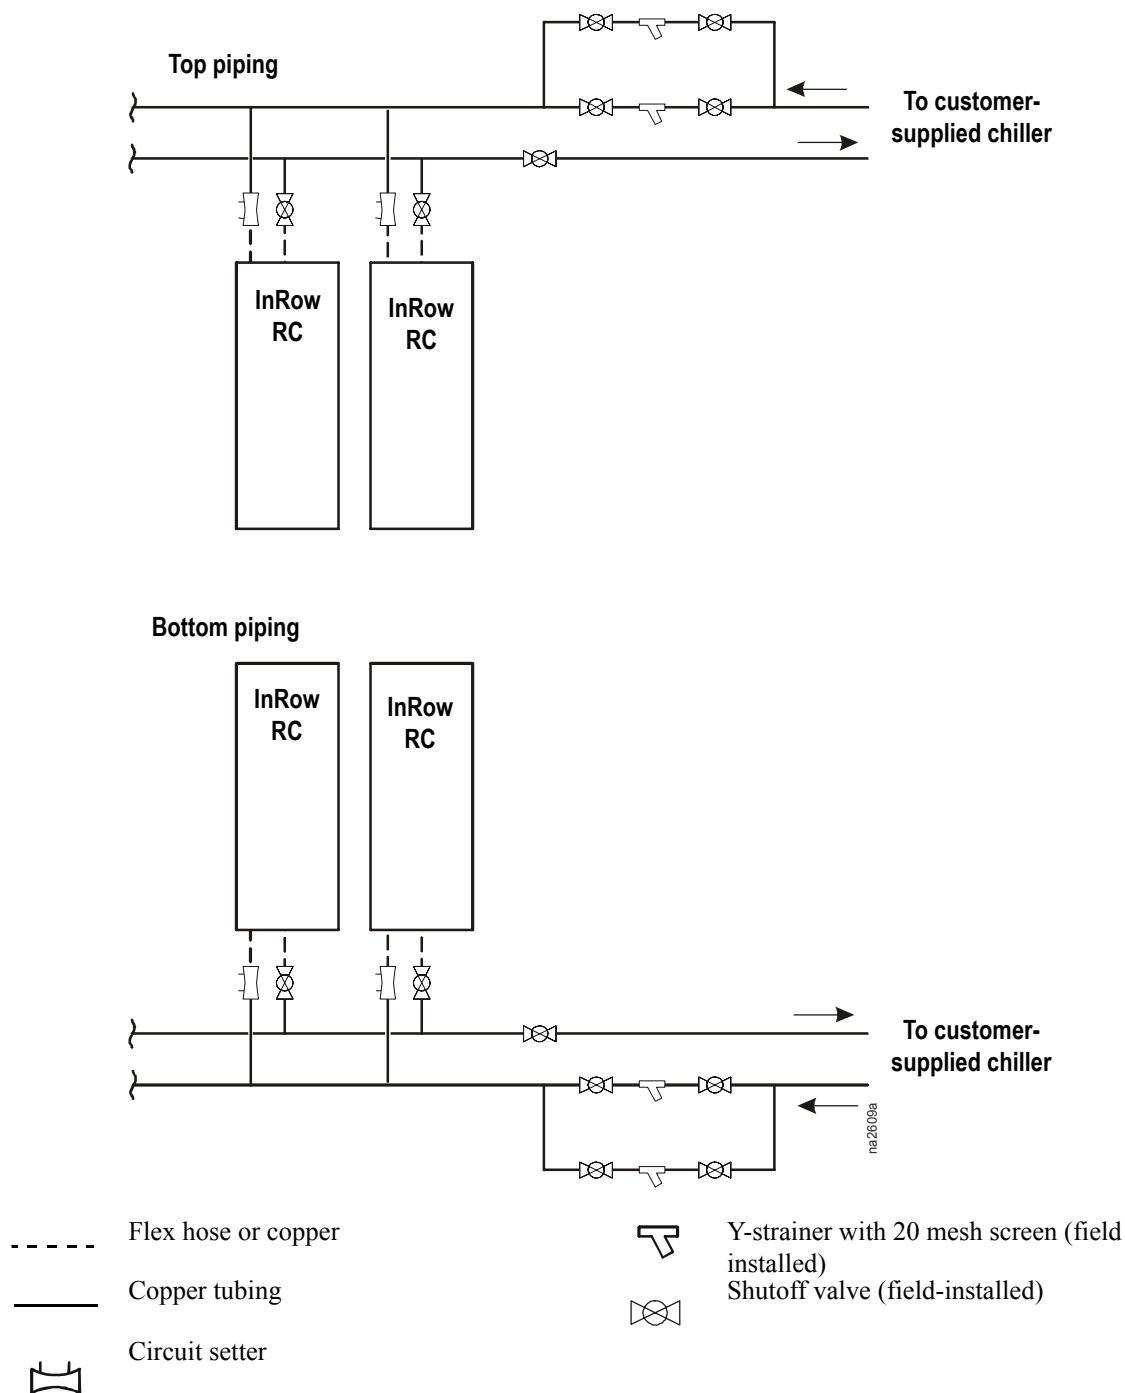 Top piping
To customer-
supplied chiller
InRow
RC
InRow
RC
Bottom piping
InRow
RC
InRow
RC
To customer-
supplied chiller
na2609a
Flex hose or copper
Y-strainer with 20 mesh screen (field
installed)
Copper tubing
Shutoff valve (field-installed)
Circuit setter